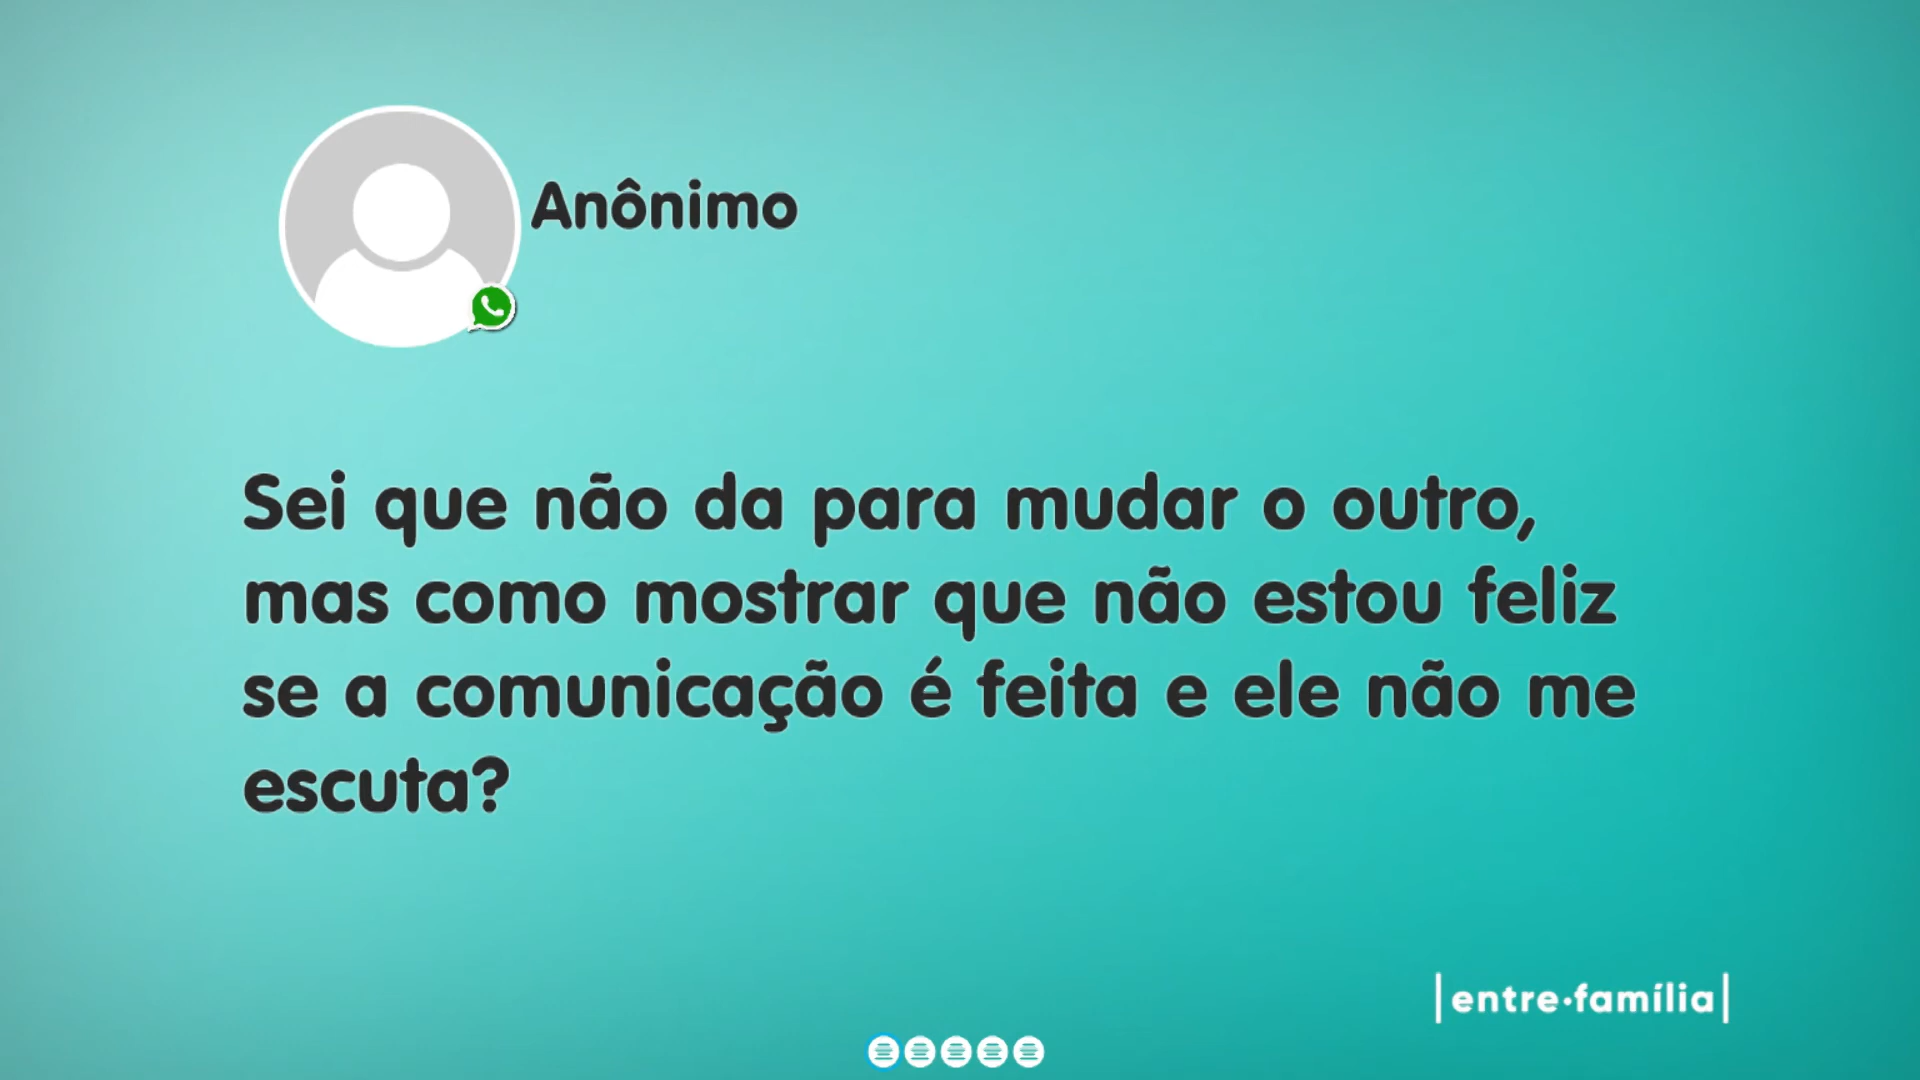 Anônimo
Sei que não da para mudar o outro,
mas como mostrar que não estou feliz
se a comunicação é feita e ele não me
escuta?
|entre·família|